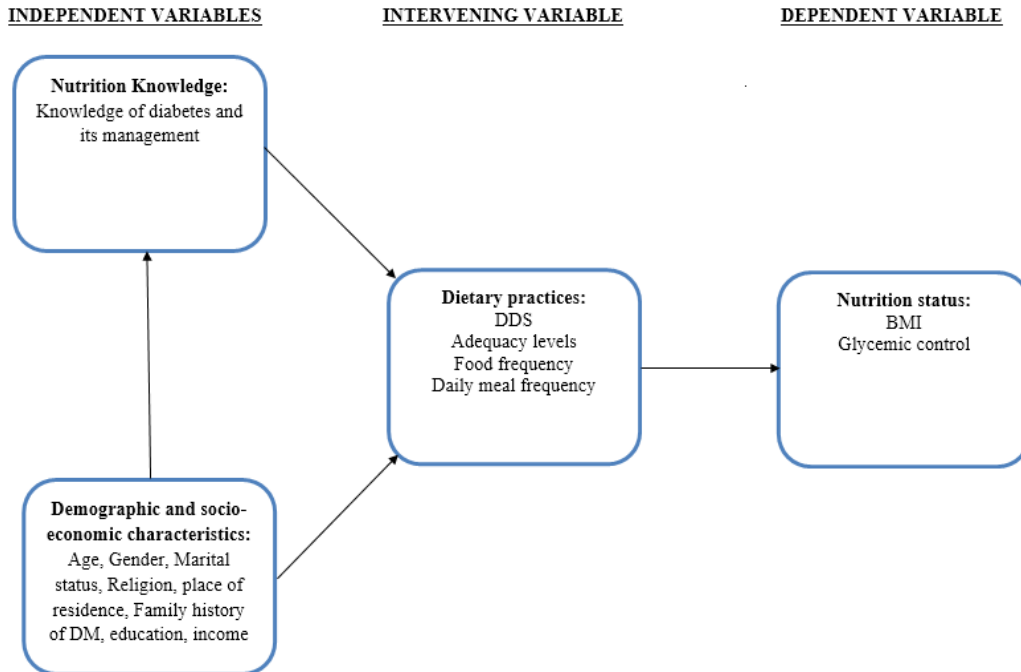 INDEPENDENT VARIABLES
INTERVENING VARIABLE
DEPENDENT VARIABLE
Nutrition Knowledge:
Knowledge of diabetes and
its management
Dietary practices:
DDS
Adequacy levels
Food frequency
Daily meal frequency
Nutrition status:
BMI
Glycemic control
Demographic and socio-
economic characteristics:
Age, Gender, Marital
status, Religion, place of
residence, Family history
of DM, education, income